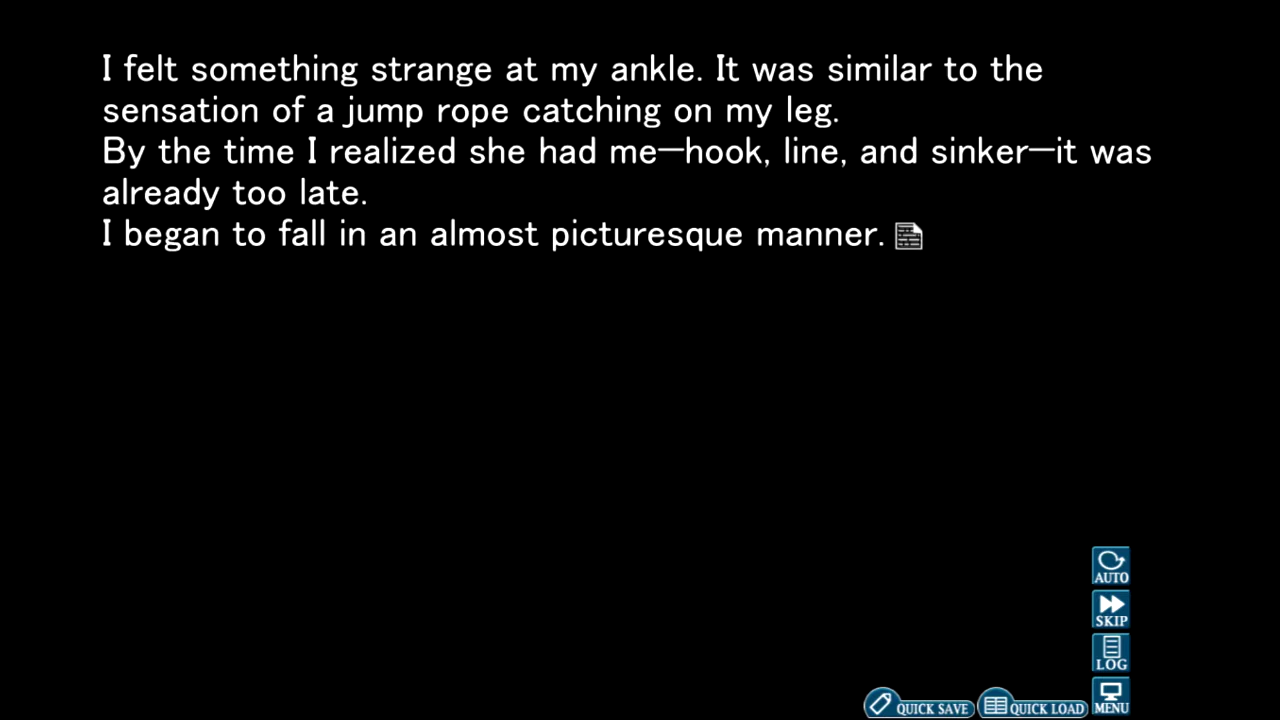 I felt something strange at my ankle. It was similar to the
sensation of a jump rope catching on my leg.
By the time I realized she had me—hook, line, and sinker—it was
already too late.
I began to fall in an almost picturesque manner.
AUTO
SKIP
LOG
MENU
QUICK SAVE
QUICK LOAD